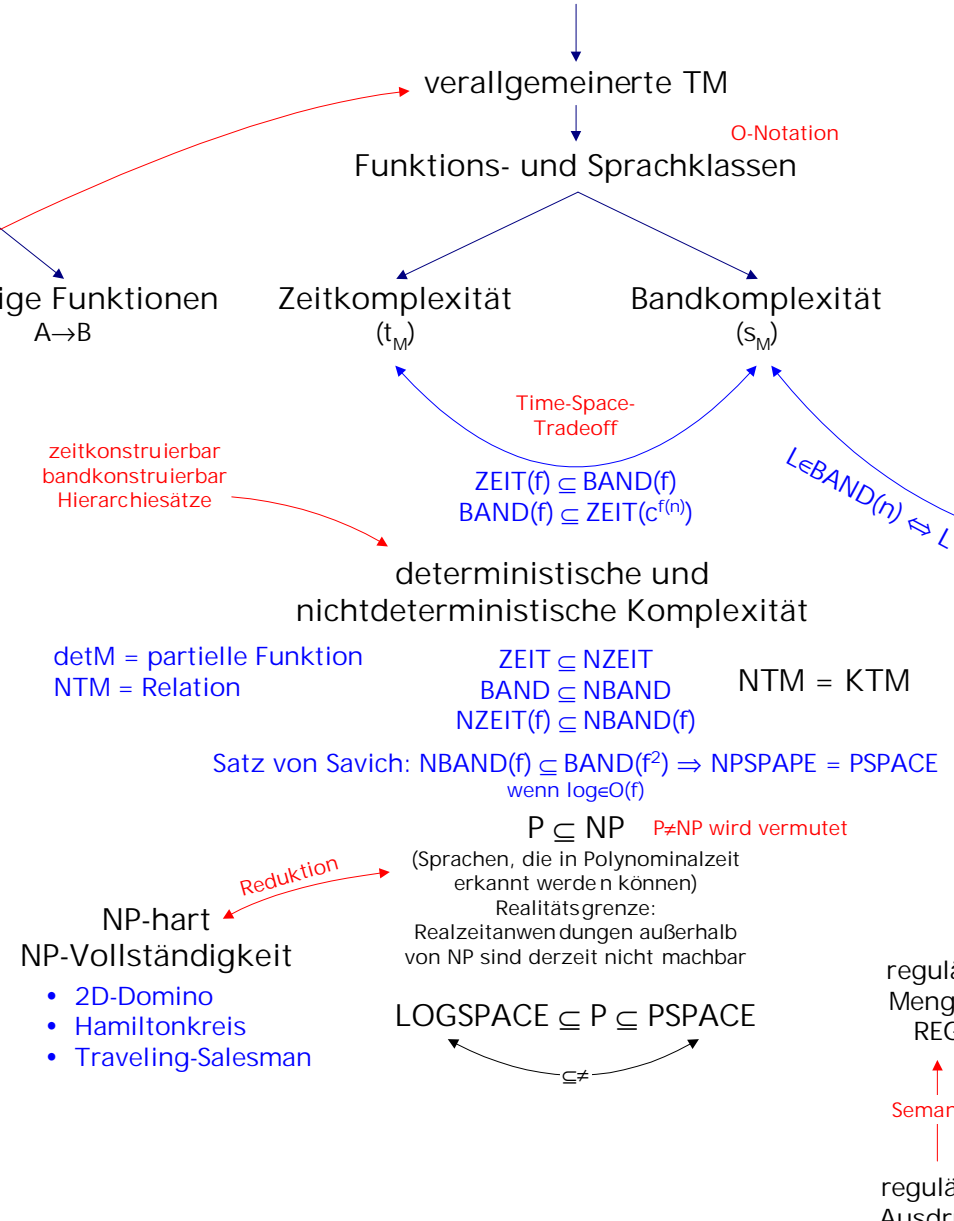 verallgemeinerte TM
O-Notation
Funktions- und Sprachklassen
ige Funktionen
A→B
Zeitkomplexität
(t_M)
Bandkomplexität
(s_M)
Time-Space-
Tradeoff
zeitkonstruierbar
bandkonstruierbar
Hierarchiesätze
ZEIT(f) ⊆ BAND(f)
BAND(f) ⊆ ZEIT(c^f(n))
L∈BAND(n) ⇔ L
deterministische und
nichtdeterministische Komplexität
detM = partielle Funktion
NTM = Relation
ZEIT ⊆ NZEIT
BAND ⊆ NBAND
NZEIT(f) ⊆ NBAND(f)
NTM = KTM
Satz von Savich: NBAND(f) ⊆ BAND(f²) ⇒ NPSPAPE = PSPACE
wenn log∈O(f)
P ⊆ NP
P≠NP wird vermutet
(Sprachen, die in Polynominalzeit
erkannt werden können)
Realitätsgrenze:
Realzeitanwendungen außerhalb
von NP sind derzeit nicht machbar
Reduktion
NP-hart
NP-Vollständigkeit
• 2D-Domino
• Hamiltonkreis
• Traveling-Salesman
LOGSPACE ⊆ P ⊆ PSPACE
⊆≠
regulä
Meng
REG
Seman
regulä
Ausdr